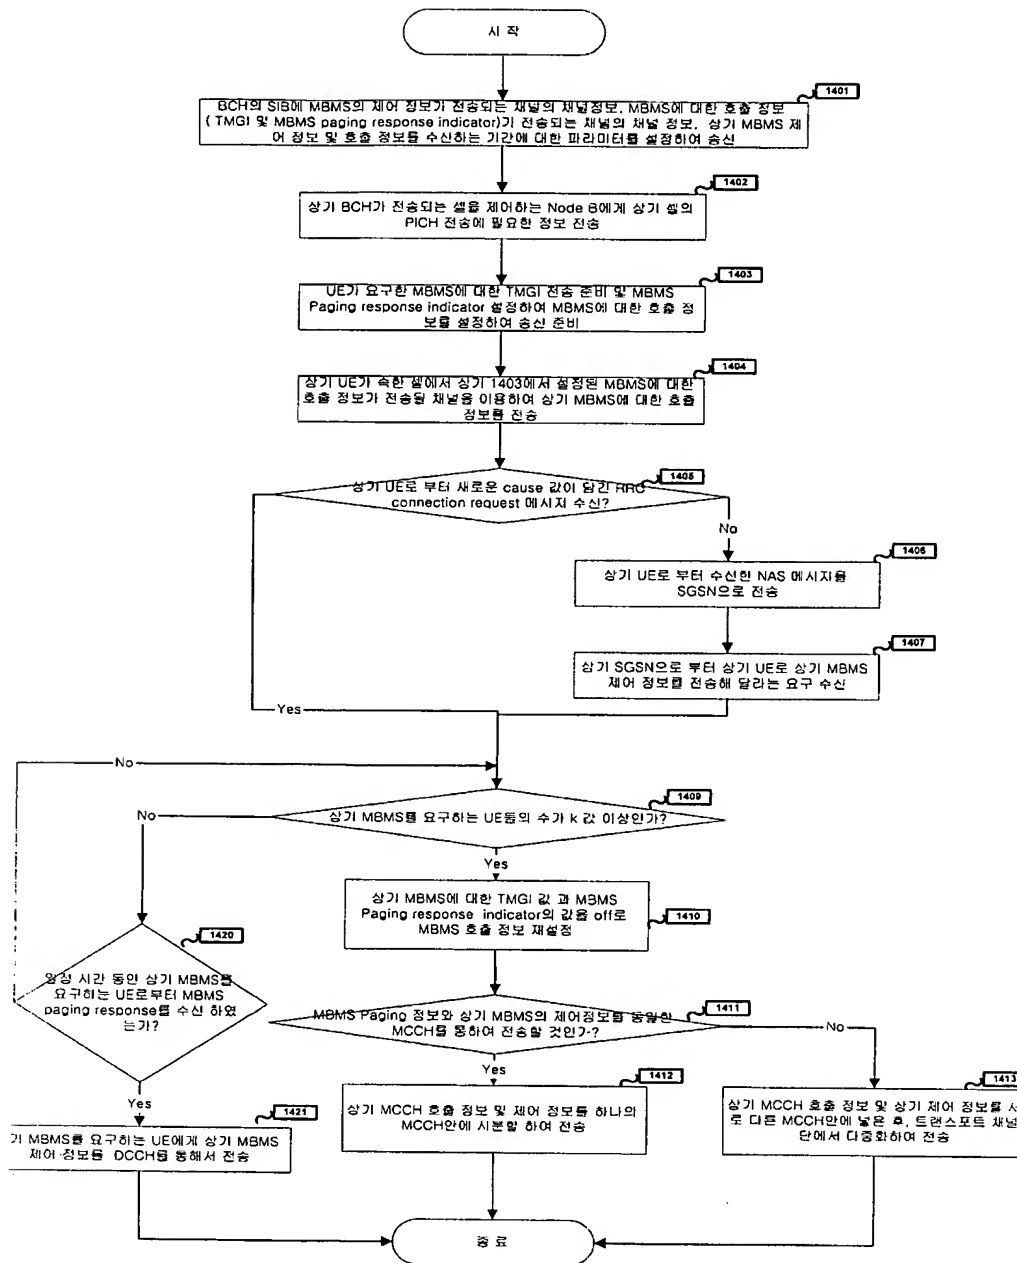 시 작
1401
BCH의 SIB에 MBMS의 제어 정보가 전송되는 채널의 채널정보, MBMS에 대한 호출 정보
( TMGI 및 MBMS paging response indicator)가 전송되는 채널의 채널 정보, 상기 MBMS 제
어 정보 및 호출 정보를 수신하는 기간에 대한 파라미터를 설정하여 송신
1402
상기 BCH가 전송되는 셀을 제어하는 Node B에게 상기 셀의
PICH 전송에 필요한 정보 전송
1403
UE가 요구한 MBMS에 대한 TMGI 전송 준비 및 MBMS
Paging response indicator 설정하여 MBMS에 대한 호출 정
보를 설정하여 송신 준비
1404
상기 UE가 속한 셀에서 상기 1403에서 설정된 MBMS에 대한
호출 정보가 전송될 채널을 이용하여 상기 MBMS에 대한 호출
정보를 전송
1405
상기 UE로 부터 새로운 cause 값이 담긴 RRC
connection request 메시지 수신?
No
1406
상기 UE로 부터 수신한 NAS 메시지를
SGSN으로 전송
1407
상기 SGSN으로 부터 상기 UE로 상기 MBMS
제어 정보를 전송해 달라는 요구 수신
Yes
No
1409
No
상기 MBMS를 요구하는 UE들의 수가 k 값 이상인가?
Yes
상기 MBMS에 대한 TMGI 값 과 MBMS
Paging response indicator의 값을 off로
MBMS 호출 정보 재설정
1410
1420
일정 시간 동안 상기 MBMS를
요구하는 UE로부터 MBMS
paging response를 수신 하였
는가?
1411
MBMS Paging 정보와 상기 MBMS의 제어정보를 동일한
MCCH를 통하여 전송할 것인가?
No
Yes
Yes
1412
상기 MCCH 호출 정보 및 제어 정보를 하나의
MCCH안에 시분할 하여 전송
1413
상기 MCCH 호출 정보 및 상기 제어 정보를 서
로 다른 MCCH안에 넣은 후, 트랜스포트 채널
단에서 다중화하여 전송
1421
기 MBMS를 요구하는 UE에게 상기 MBMS
제어 정보를 DCCH를 통해서 전송
종 료